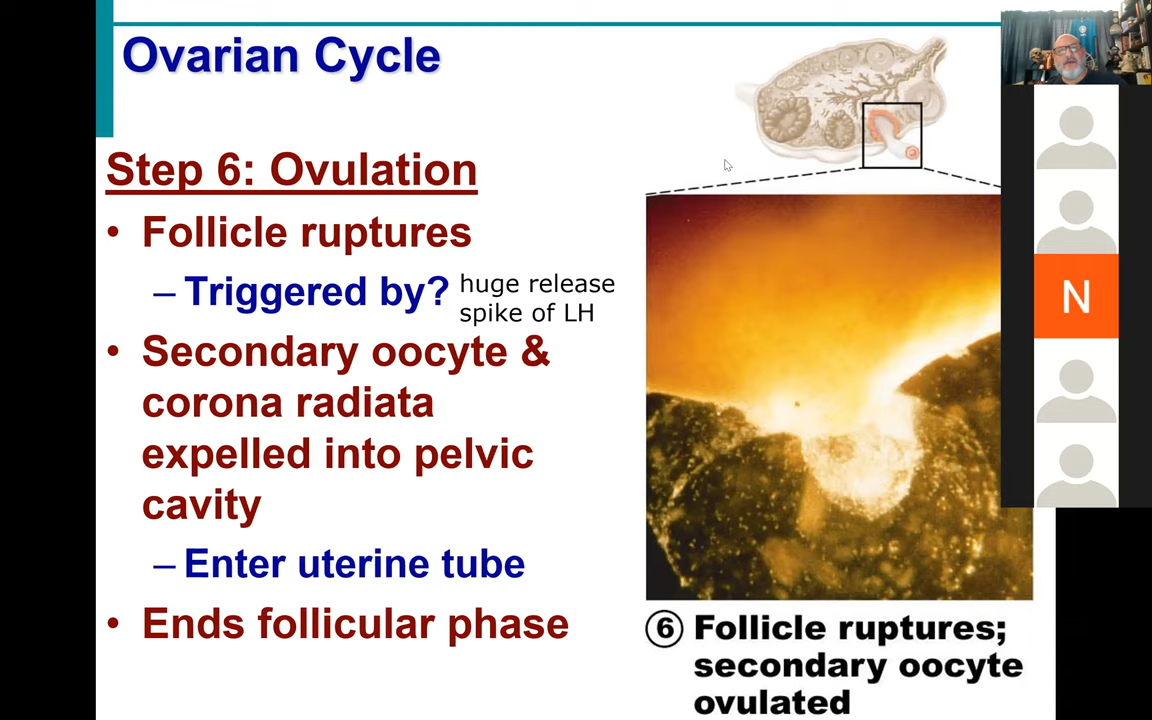 Ovarian Cycle
Step 6: Ovulation
• Follicle ruptures
– Triggered by? huge release
spike of LH
• Secondary oocyte &
corona radiata
expelled into pelvic
cavity
– Enter uterine tube
• Ends follicular phase
N
6 Follicle ruptures;
secondary oocyte
ovulated